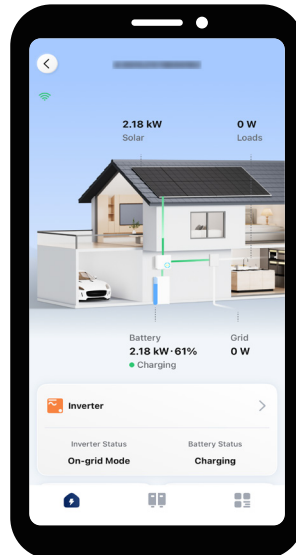 2.18 kW
Solar
0 W
Loads
Battery
2.18 kW·61%
Charging
Grid
0 W
Inverter
Inverter Status
On-grid Mode
Battery Status
Charging